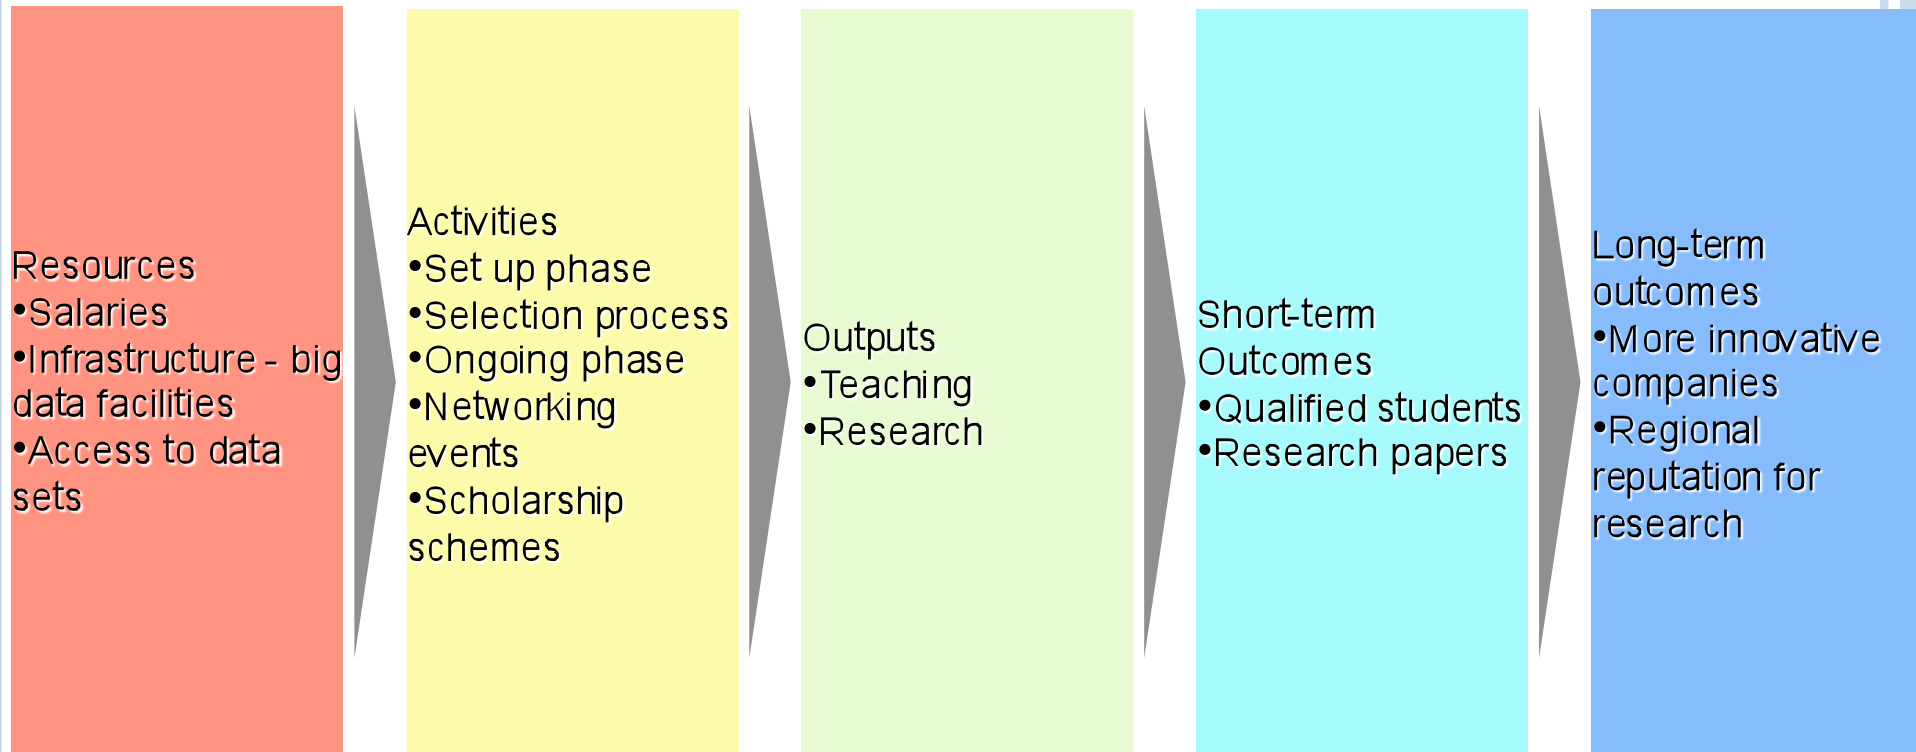 Resources
•Salaries
•Infrastructure - big
data facilities
•Access to data
sets
Activities
•Set up phase
•Selection process
•Ongoing phase
•Networking
events
•Scholarship
schemes
Outputs
•Teaching
•Research
Short-term
Outcomes
•Qualified students
•Research papers
Long-term
outcomes
•More innovative
companies
•Regional
reputation for
research